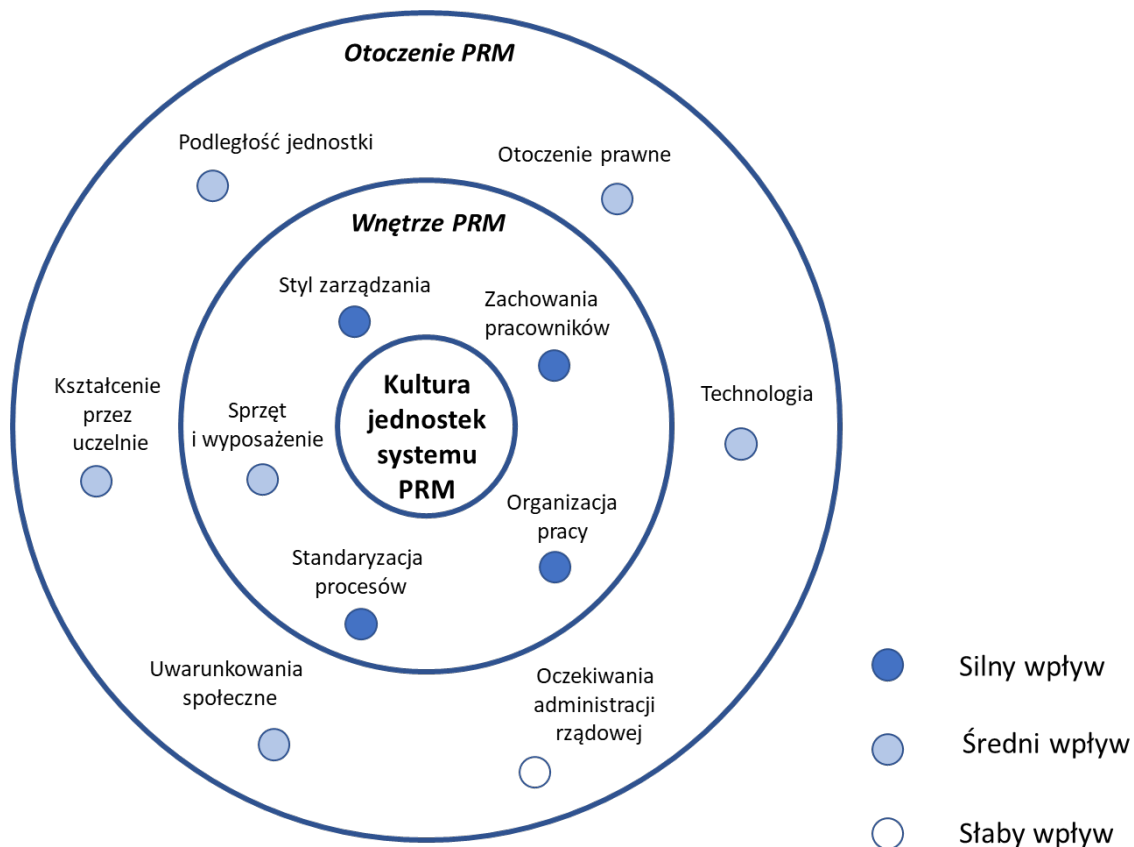 Otoczenie PRM
Podległość jednostki
Otoczenie prawne
Wnętrze PRM
Styl zarządzania
Zachowania
pracowników
Kultura
jednostek
systemu
PRM
Kształcenie
przez
uczelnie
Sprzęt
i wyposażenie
Technologia
Organizacja
pracy
Standaryzacja
procesów
Uwarunkowania
społeczne
Oczekiwania
administracji
rządowej
Silny wpływ
Średni wpływ
Słaby wpływ